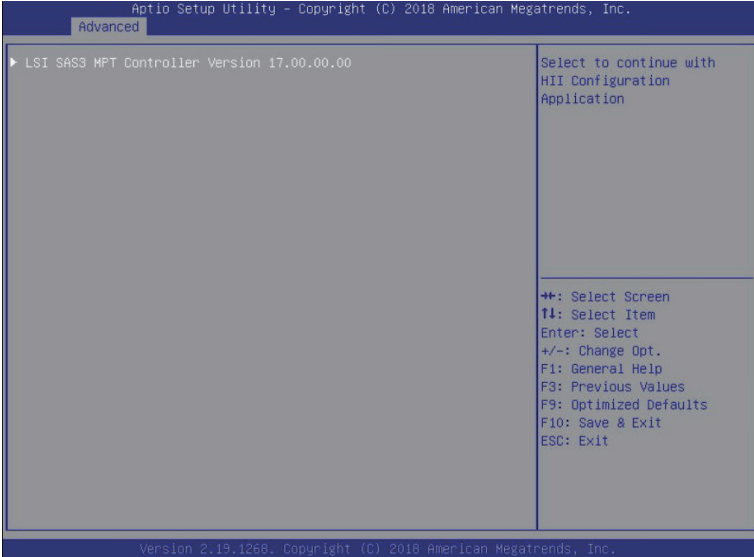 Aptio Setup Utility – Copyright (C) 2018 American Megatrends, Inc.
Advanced
▶ LSI SAS3 MPT Controller Version 17.00.00.00
Select to continue with
HII Configuration
Application
→←: Select Screen
↑↓: Select Item
Enter: Select
+/-: Change Opt.
F1: General Help
F3: Previous Values
F9: Optimized Defaults
F10: Save & Exit
ESC: Exit
Version 2.19.1268. Copyright (C) 2018 American Megatrends, Inc.